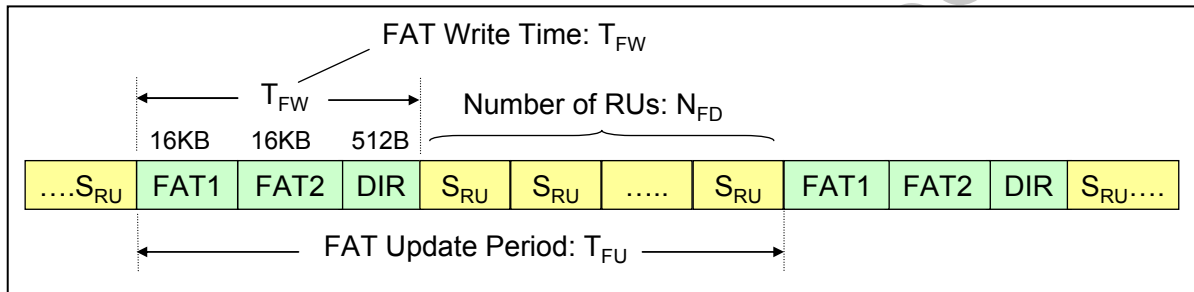 FAT Write Time: TFW
TFW
Number of RUs: NFD
16KB 16KB 512B
....SRU FAT1 FAT2 DIR SRU SRU ..... SRU FAT1 FAT2 DIR SRU....
FAT Update Period: TFU